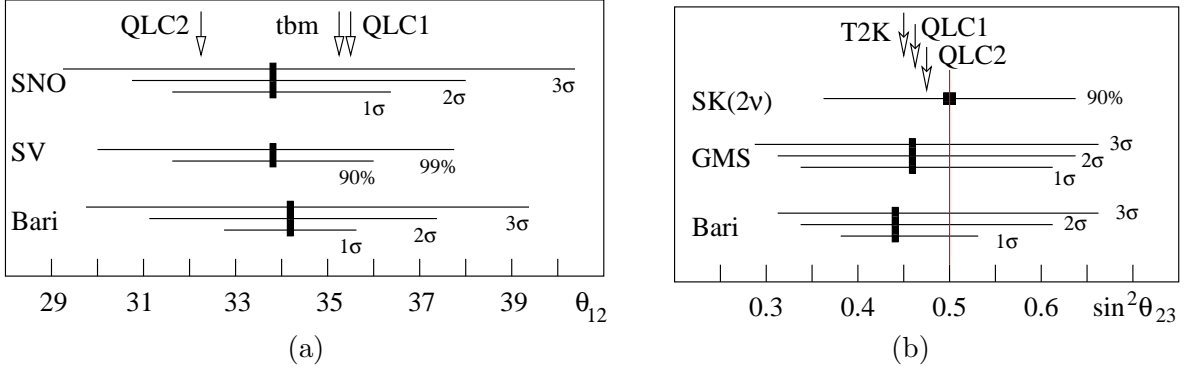 QLC2 tbm QLC1
SNO
3σ
2σ
1σ
SV
99%
90%
Bari
3σ
2σ
1σ
29 31 33 35 37 39 θ12
(a)
T2K QLC1
QLC2
SK(2ν) 90%
GMS
3σ
2σ
1σ
Bari
3σ
2σ
1σ
0.3 0.4 0.5 0.6 sin²θ23
(b)